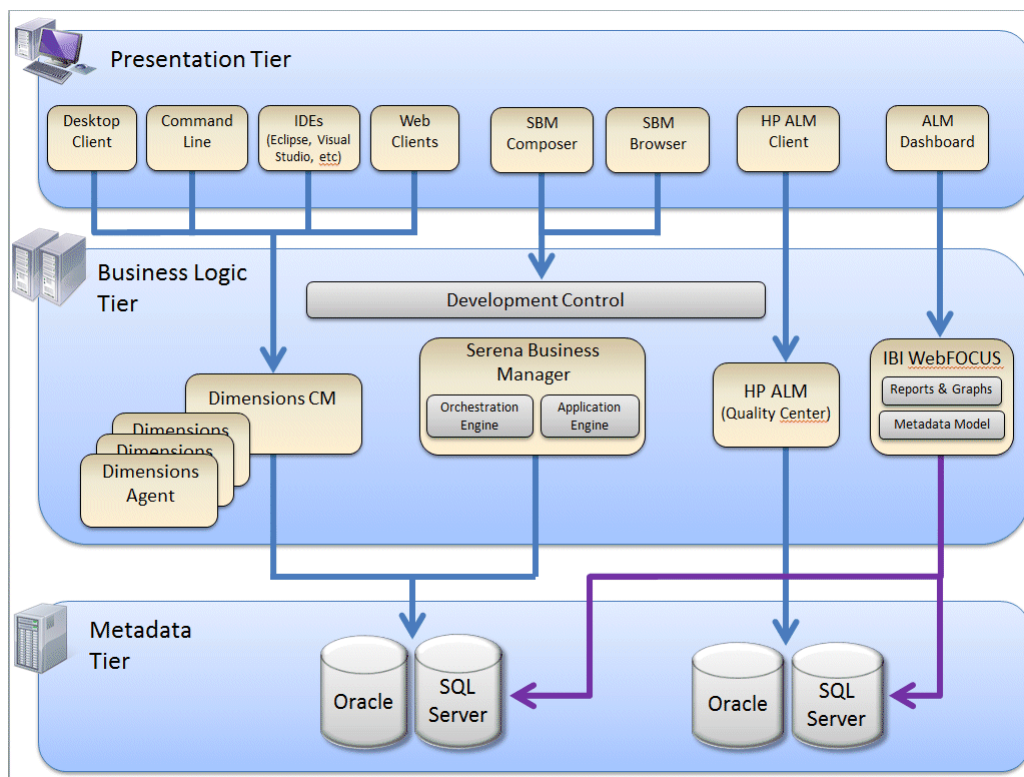 Presentation Tier
Desktop
Client
Command
Line
IDEs
(Eclipse, Visual
Studio, etc)
Web
Clients
SBM
Composer
SBM
Browser
HP ALM
Client
ALM
Dashboard
Business Logic
Tier
Development Control
Dimensions CM
Dimensions
Dimensions
Dimensions
Agent
Serena Business
Manager
Orchestration
Engine
Application
Engine
HP ALM
(Quality Center)
IBI WebFOCUS
Reports & Graphs
Metadata Model
Metadata
Tier
Oracle
SQL
Server
Oracle
SQL
Server